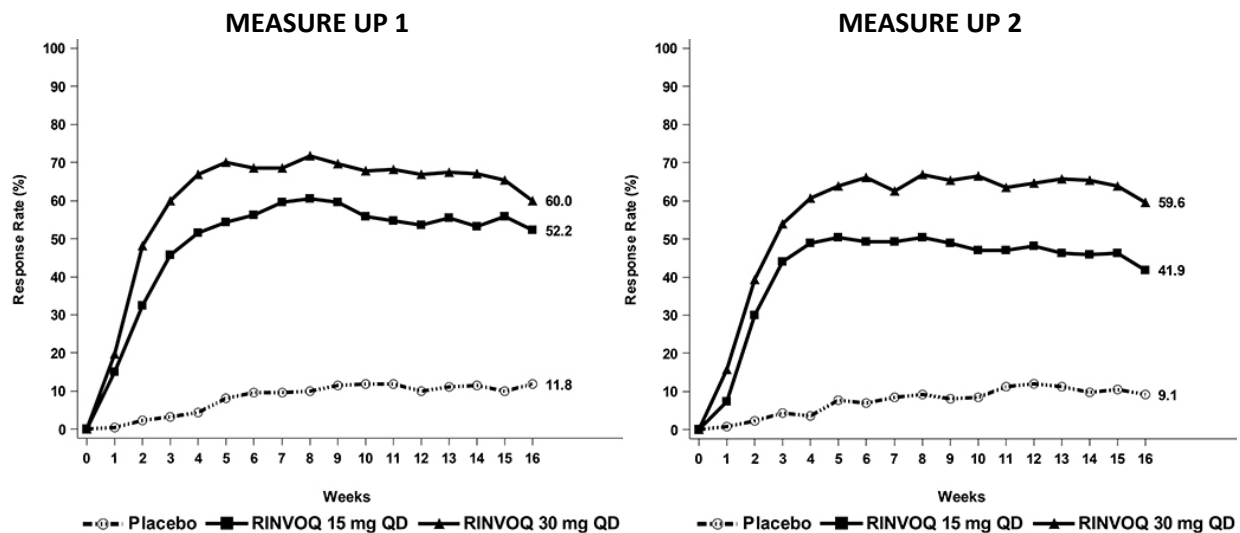 MEASURE UP 1
100
90
80
70
60
50
40
30
20
10
0
Response Rate (%)
60.0
52.2
11.8
0 1 2 3 4 5 6 7 8 9 10 11 12 13 14 15 16
Weeks
Placebo RINVOQ 15 mg QD RINVOQ 30 mg QD
MEASURE UP 2
100
90
80
70
60
50
40
30
20
10
0
Response Rate (%)
59.6
41.9
9.1
0 1 2 3 4 5 6 7 8 9 10 11 12 13 14 15 16
Weeks
Placebo RINVOQ 15 mg QD RINVOQ 30 mg QD